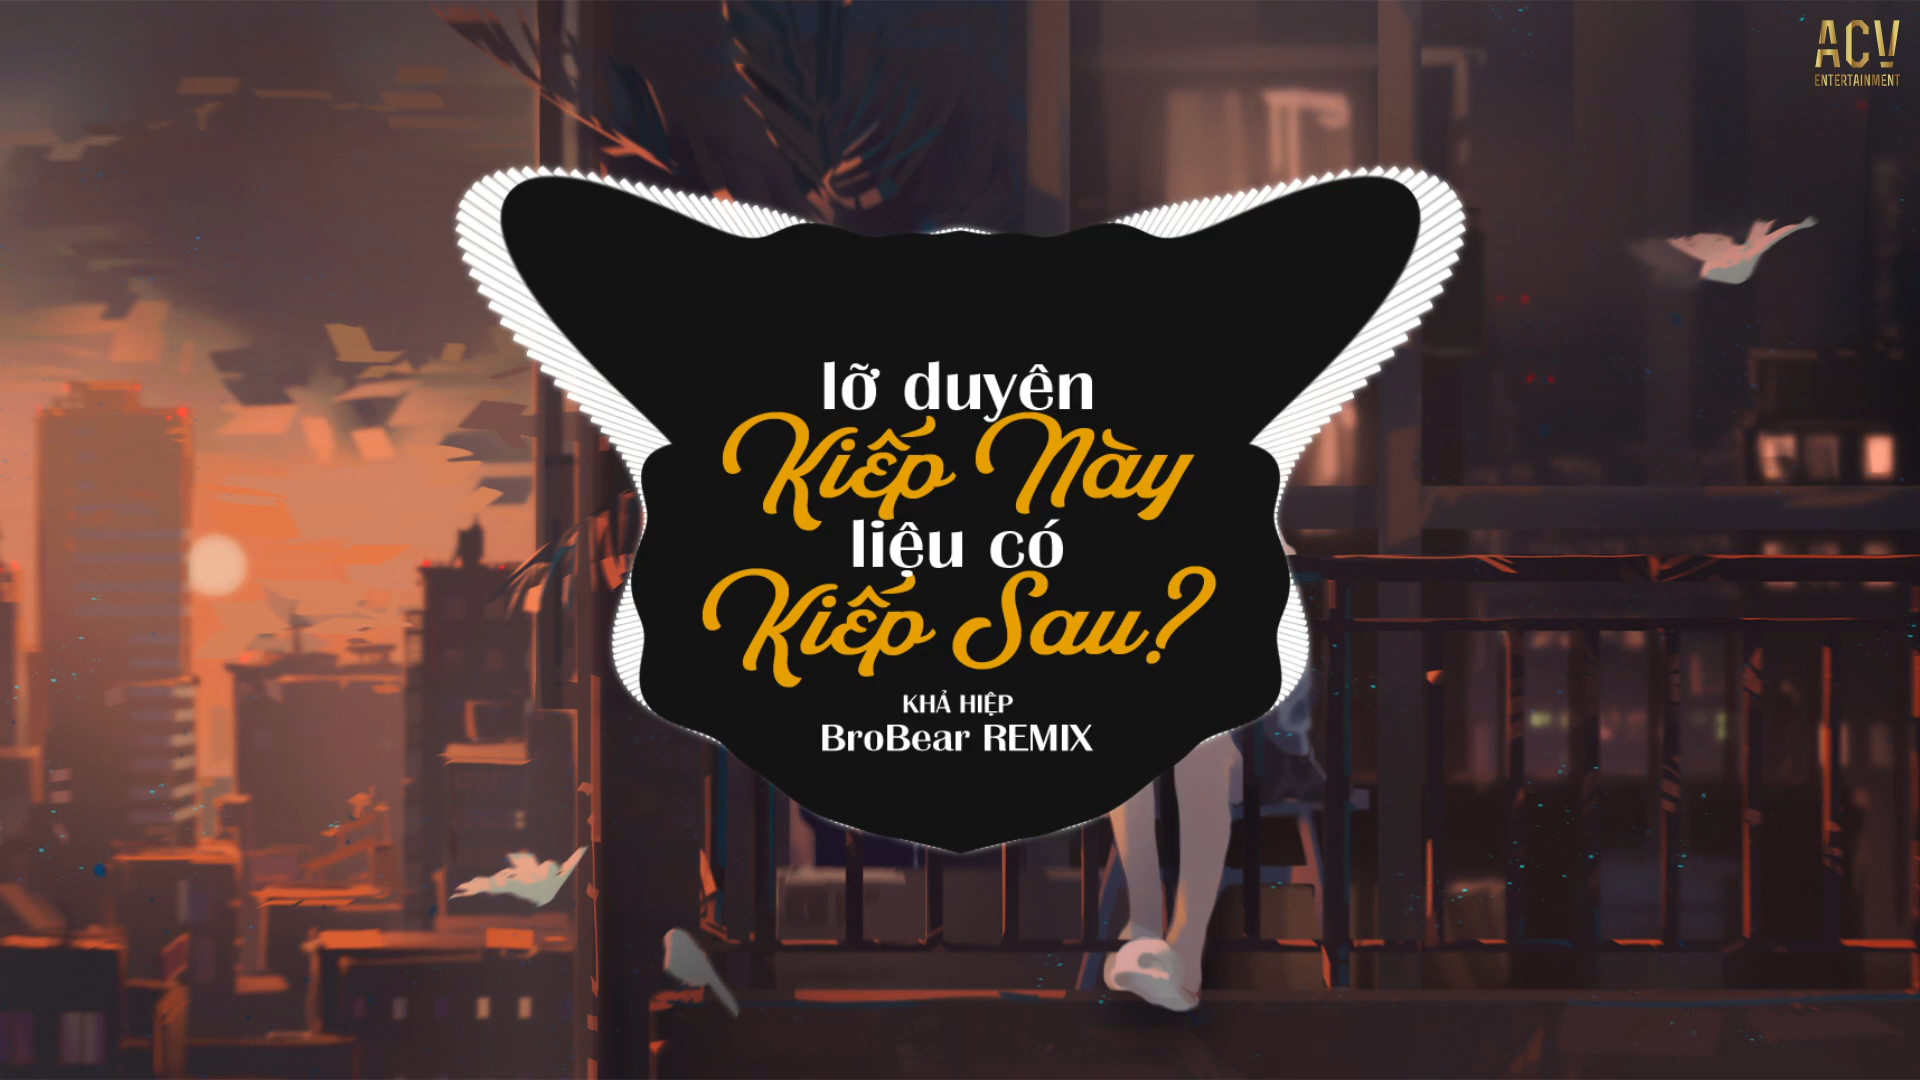 ACV
ENTERTAINMENT
lỡ duyên
Kiếp Này
liệu có
Kiếp Sau?
KHẢ HIỆP
BroBear REMIX